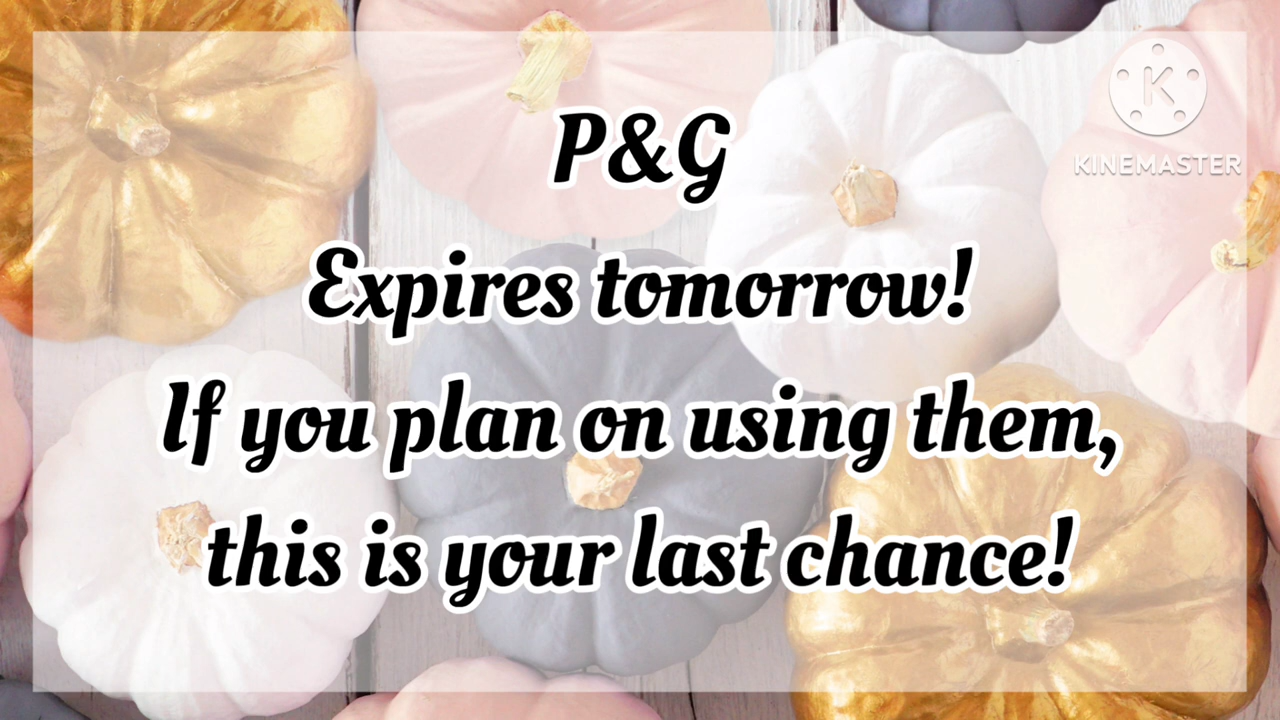 P&G
Expires tomorrow!
If you plan on using them,
this is your last chance!
K
KINEMASTER